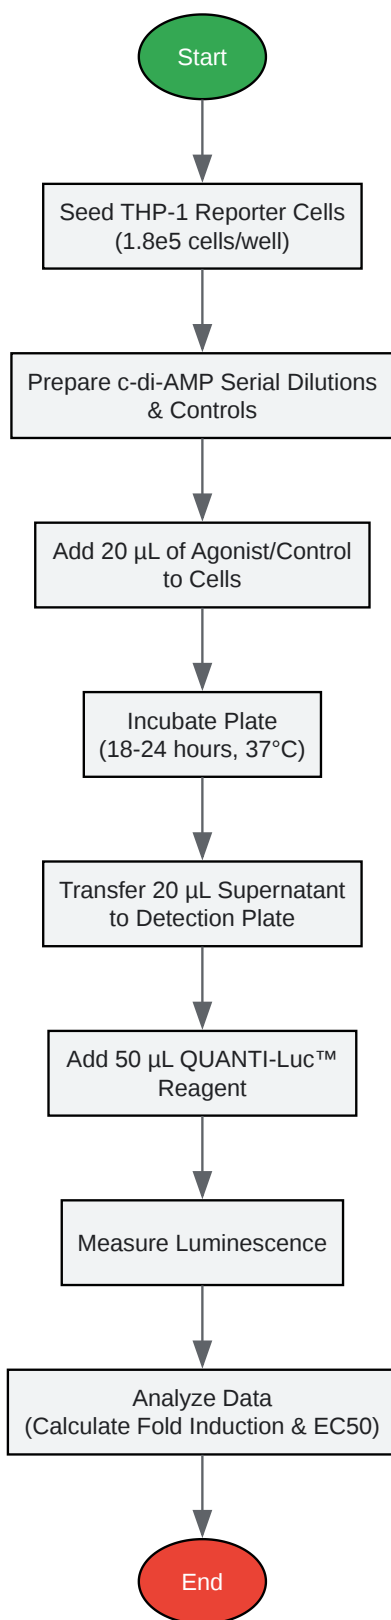 Start
Seed THP-1 Reporter Cells
(1.8e5 cells/well)
Prepare c-di-AMP Serial Dilutions
& Controls
Add 20 µL of Agonist/Control
to Cells
Incubate Plate
(18-24 hours, 37°C)
Transfer 20 µL Supernatant
to Detection Plate
Add 50 µL QUANTI-Luc™
Reagent
Measure Luminescence
Analyze Data
(Calculate Fold Induction & EC50)
End